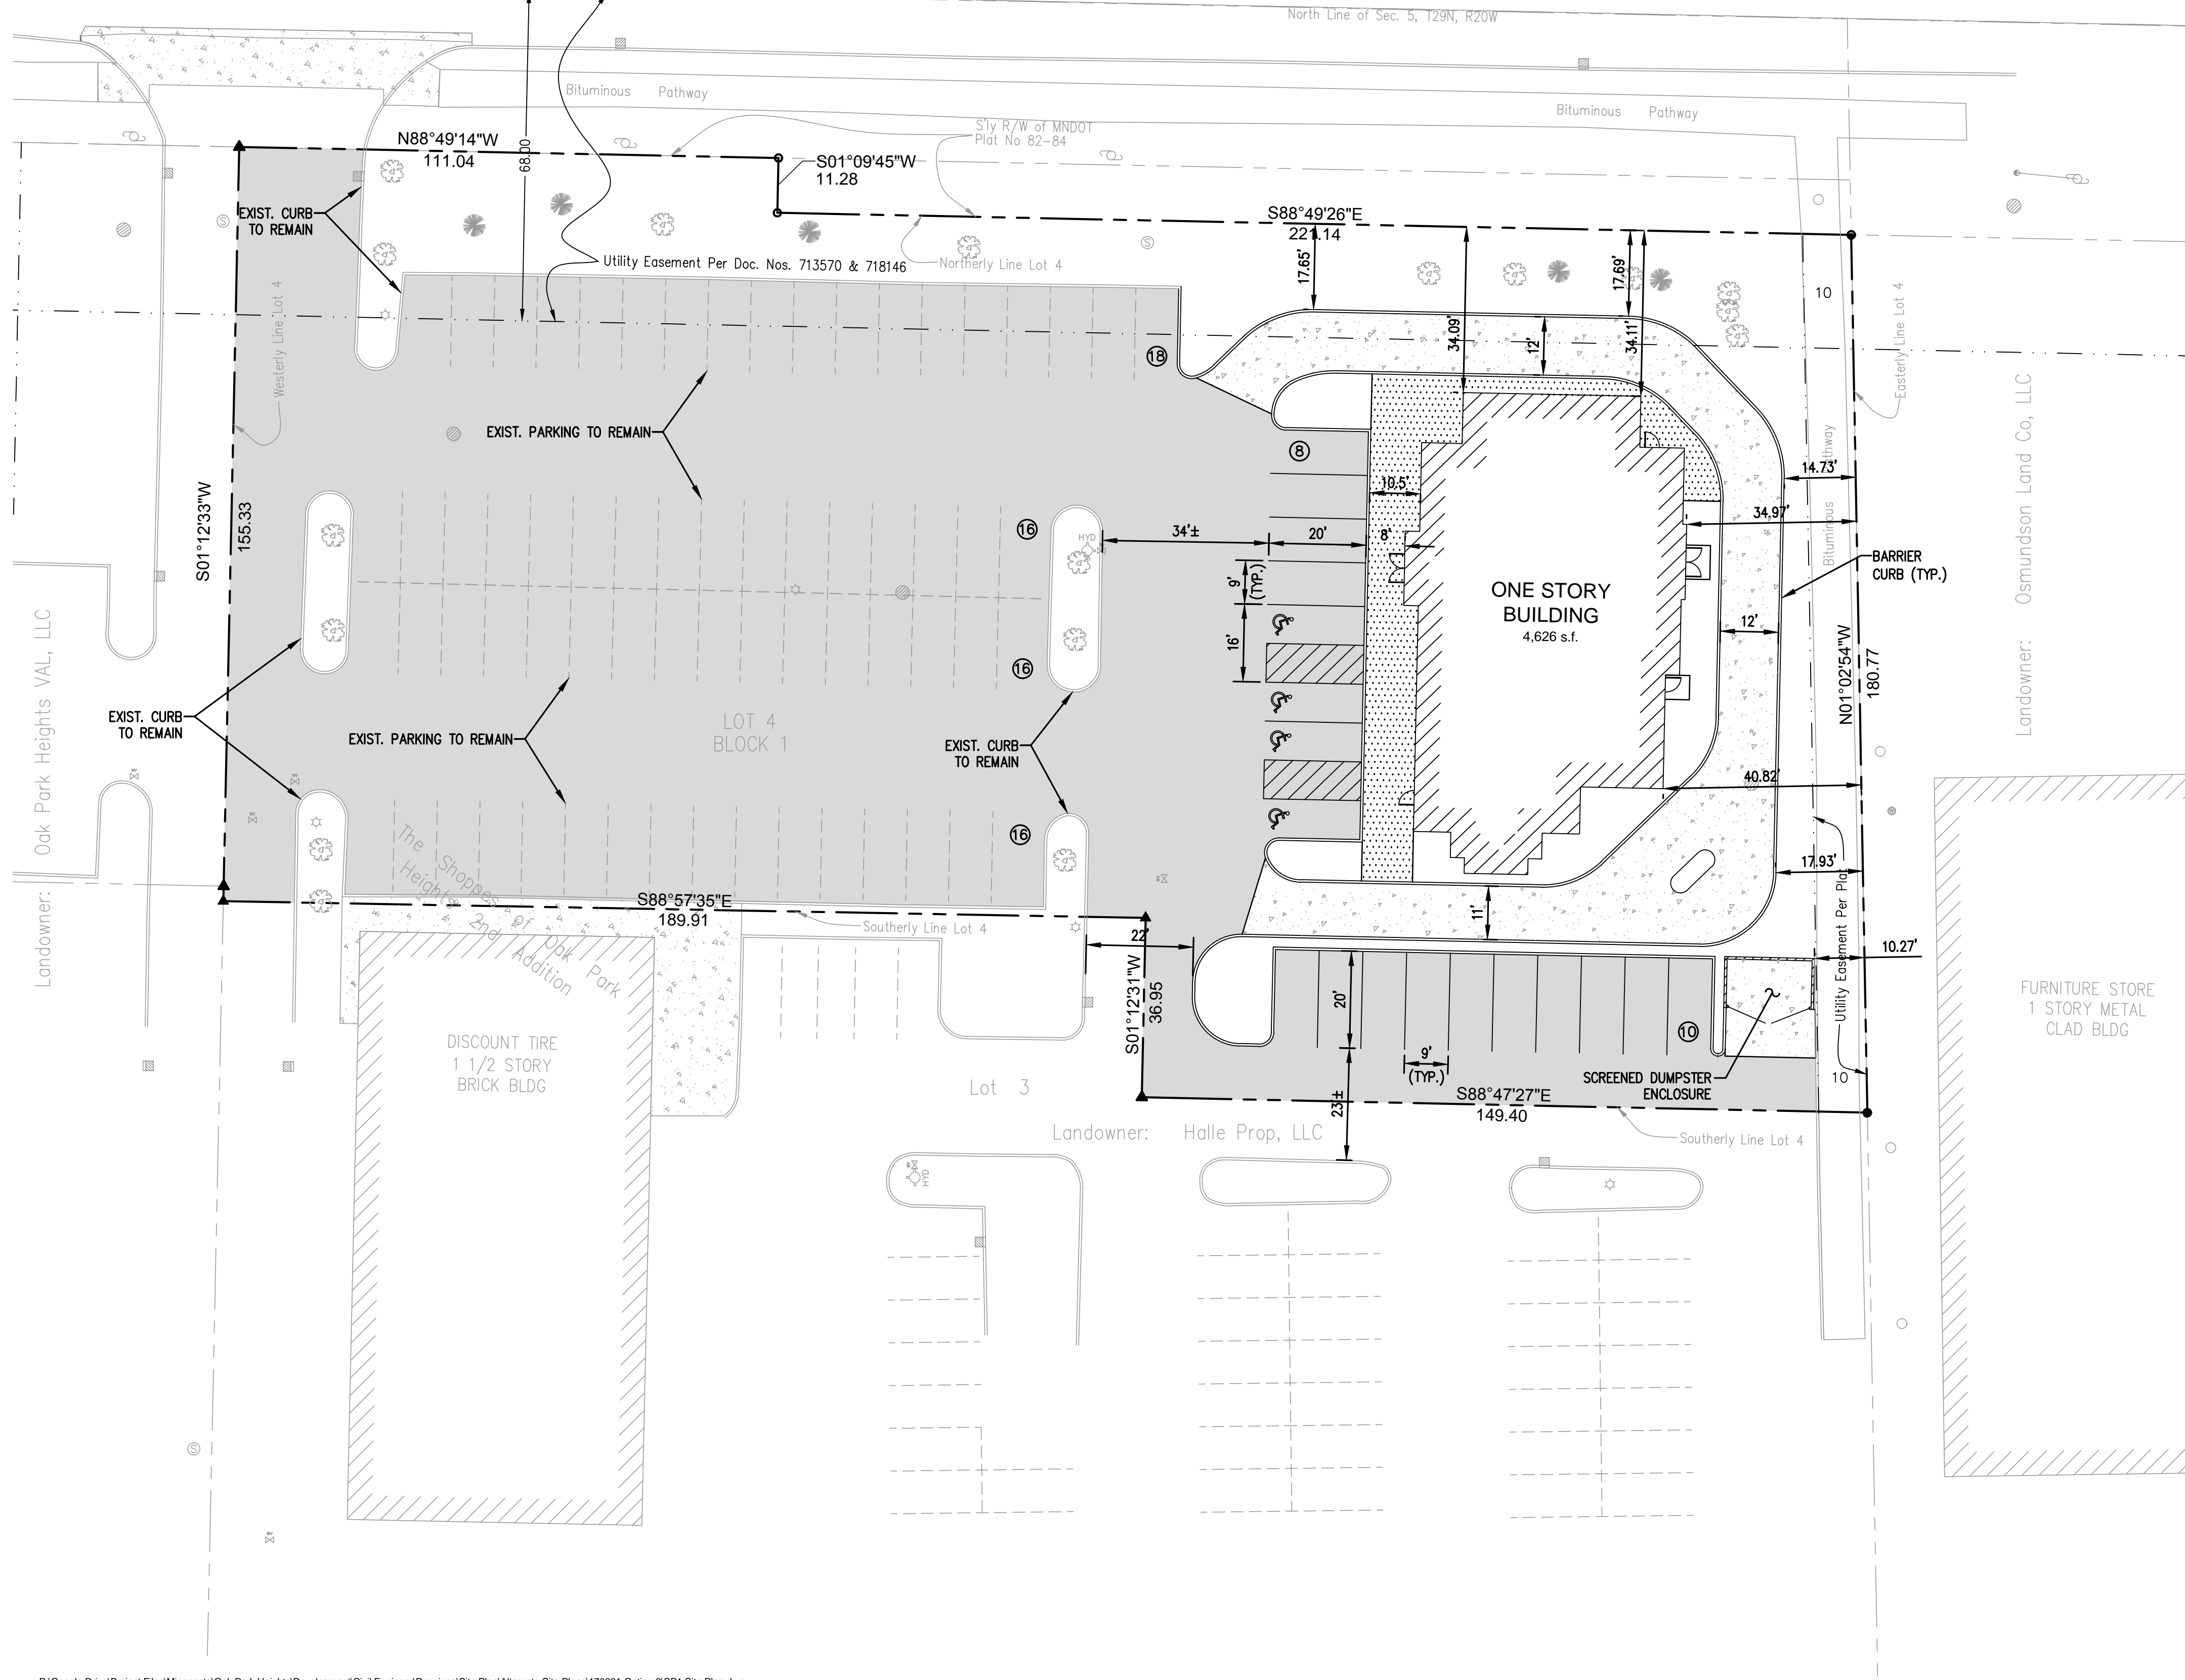 North Line of Sec. 5, T29N, R20W
Bituminous Pathway
Bituminous Pathway
S'ly R/W of MNDOT
Plat No 82-84
N88°49'14"W
111.04
68.00
S01°09'45"W
11.28
S88°49'26"E
221.14
EXIST. CURB
TO REMAIN
S
S
Utility Easement Per Doc. Nos. 713570 & 718146
Northerly Line Lot 4
17.65'
17.69'
34.09'
34.11'
12'
10
Westerly Line Lot 4
Easterly Line Lot 4
18
EXIST. PARKING TO REMAIN
8
Landowner: Osmundson Land Co, LLC
14.73'
10.5'
34.97'
Bituminous Pathway
S01°12'33"W
155.33
16
HYD
34'±
20'
8'
9'
(TYP.)
BARRIER
CURB (TYP.)
ONE STORY
BUILDING
4,626 s.f.
12'
16'
16
N01°02'54"W
180.77
Landowner: Oak Park Heights VAL, LLC
EXIST. CURB
TO REMAIN
EXIST. PARKING TO REMAIN
LOT 4
BLOCK 1
EXIST. CURB
TO REMAIN
40.82'
16
The Shoppes of Oak Park
Heights 2nd Addition
17.93'
S88°57'35"E
189.91
Southerly Line Lot 4
11'
22'
10.27'
Utility Easement Per Plat
S01°12'31"W
36.95
20'
FURNITURE STORE
1 STORY METAL
CLAD BLDG
DISCOUNT TIRE
1 1/2 STORY
BRICK BLDG
10
9'
(TYP.)
SCREENED DUMPSTER
ENCLOSURE
10
Lot 3
23'±
S88°47'27"E
149.40
Landowner: Halle Prop, LLC
Southerly Line Lot 4
HYD
S